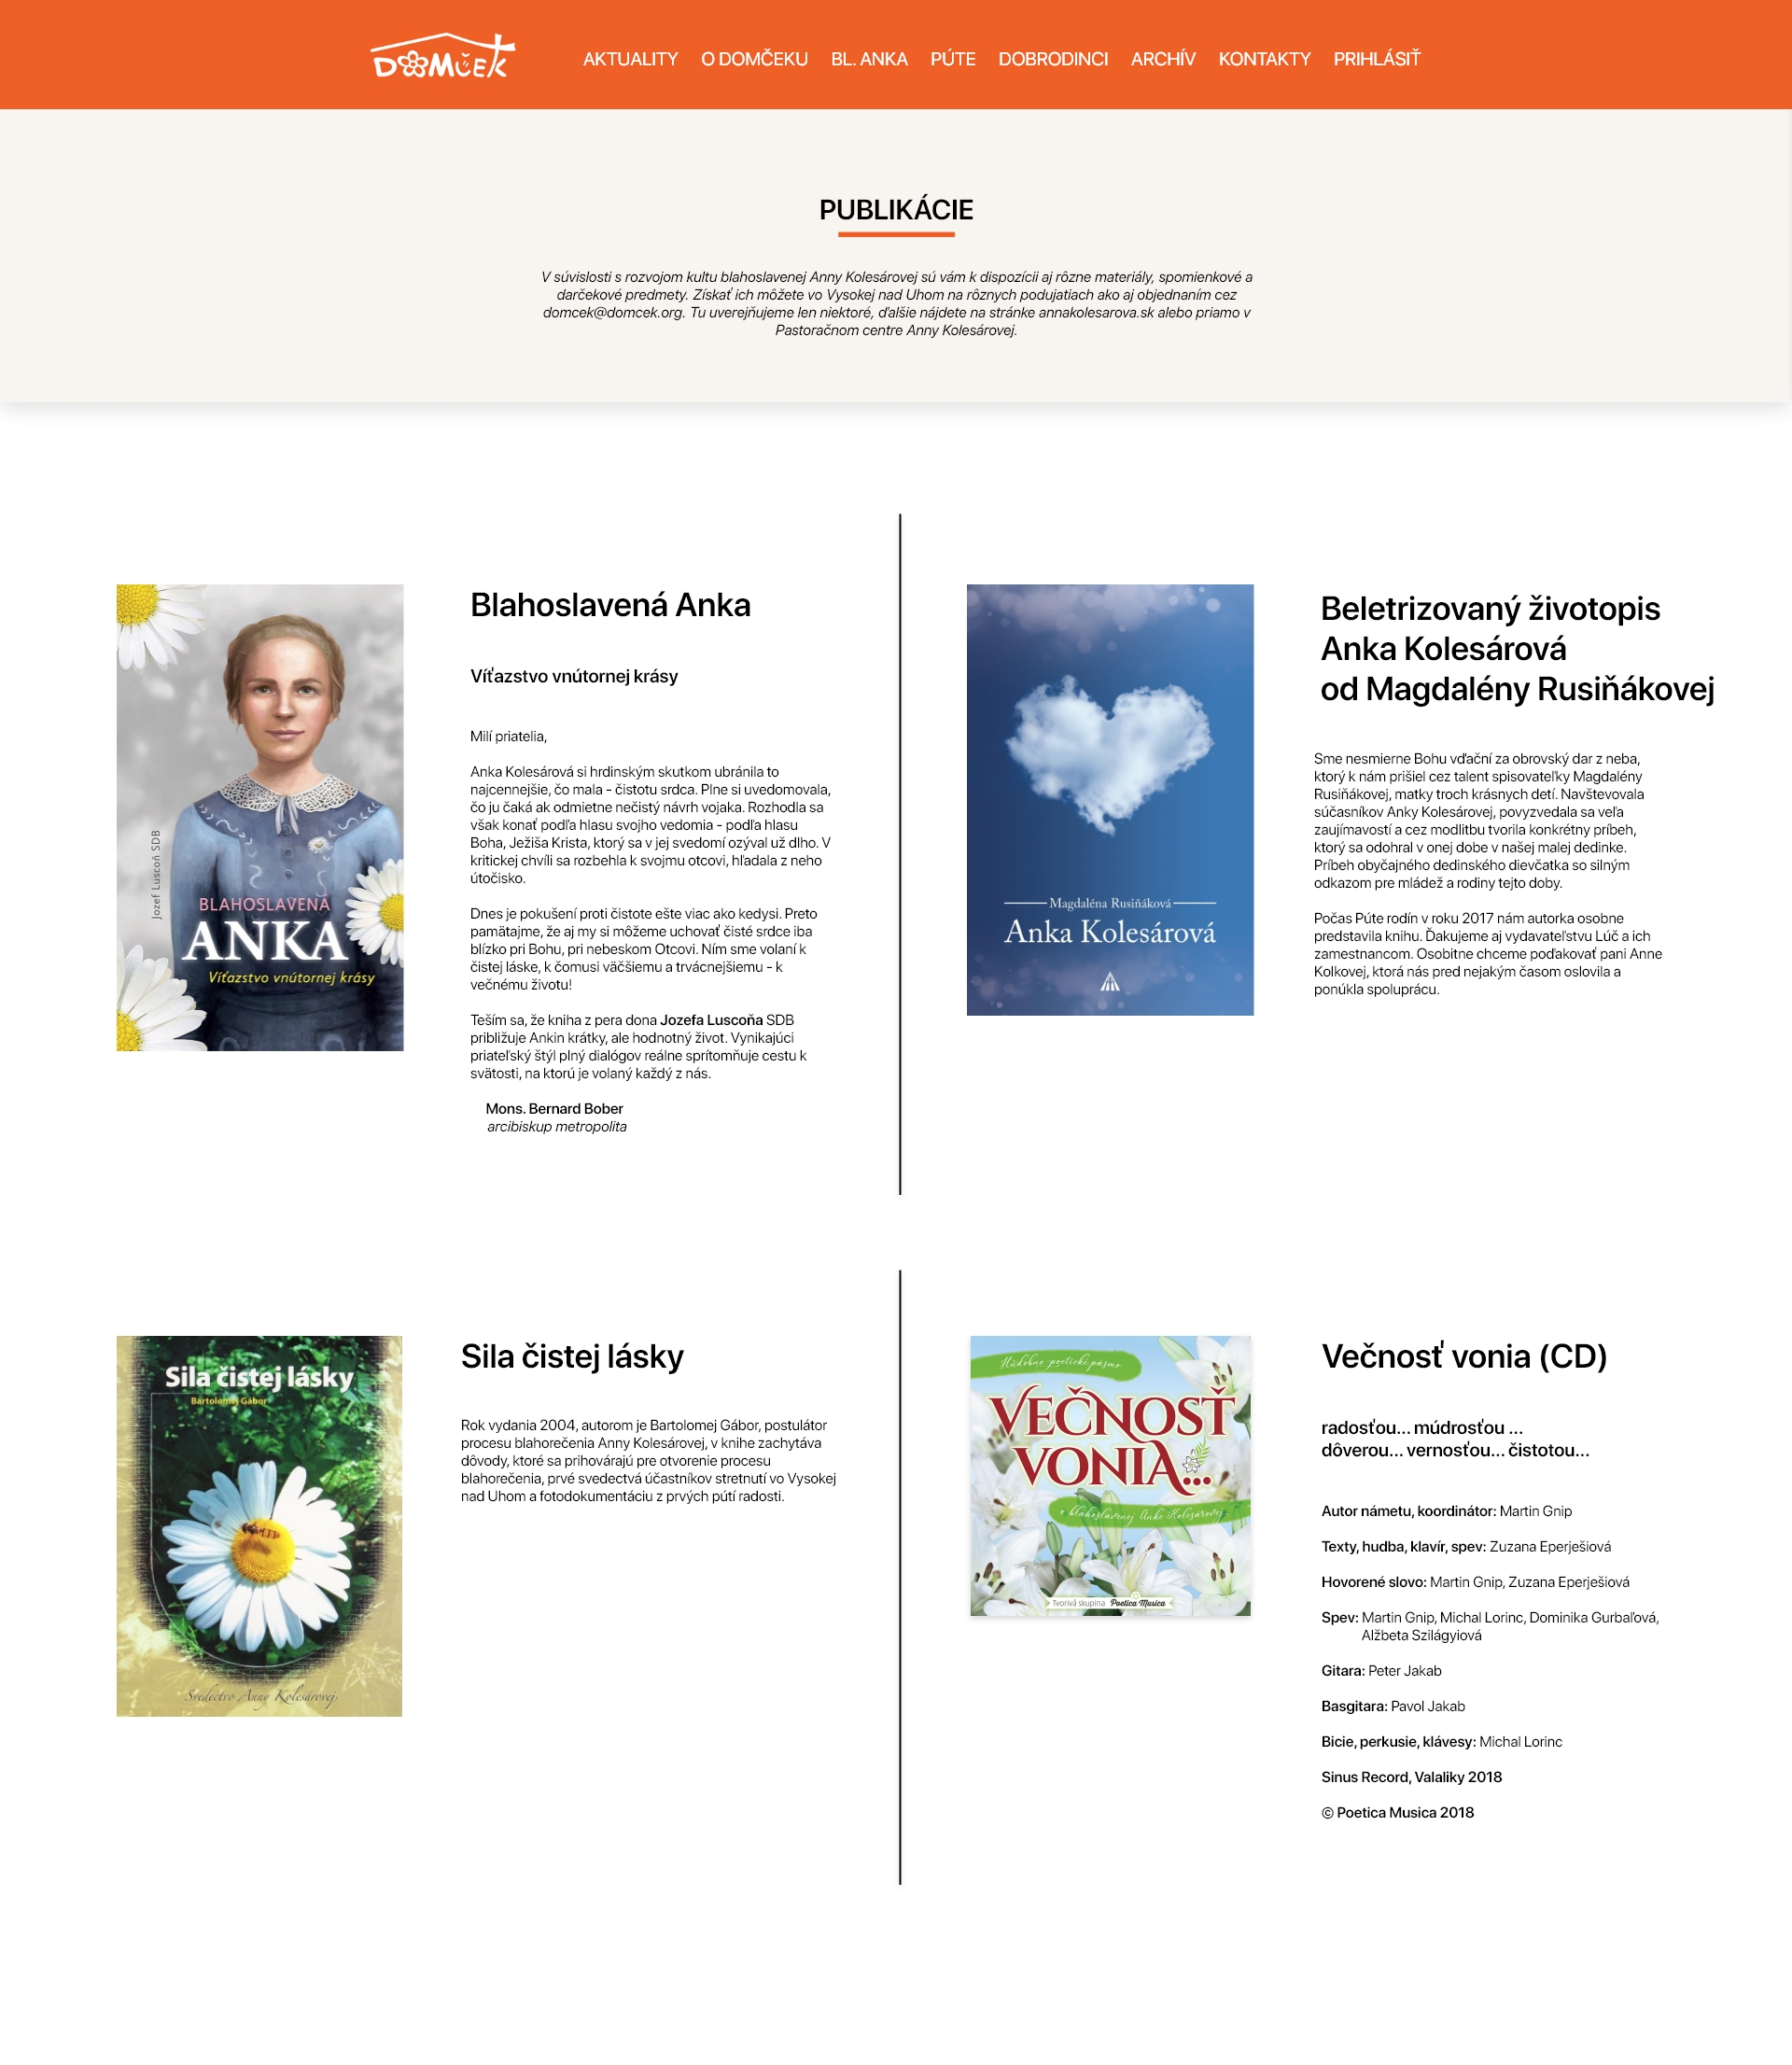 DOMČEK
AKTUALITY O DOMČEKU BL. ANKA PÚTE DOBRODINCI ARCHÍV KONTAKTY PRIHLÁSIŤ
PUBLIKÁCIE
V súvislosti s rozvojom kultu blahoslavenej Anny Kolesárovej sú vám k dispozícii aj rôzne materiály, spomienkové a
darčekové predmety. Získať ich môžete vo Vysokej nad Uhom na rôznych podujatiach ako aj objednaním cez
domcek@domcek.org. Tu uverejňujeme len niektoré, ďalšie nájdete na stránke annakolesarova.sk alebo priamo v
Pastoračnom centre Anny Kolesárovej.
Jozef Luscoň SDB
BLAHOSLAVENÁ
ANKA
Víťazstvo vnútornej krásy
Blahoslavená Anka
Víťazstvo vnútornej krásy
Milí priatelia,
Anka Kolesárová si hrdinským skutkom ubránila to
najcennejšie, čo mala - čistotu srdca. Plne si uvedomovala,
čo ju čaká ak odmietne nečistý návrh vojaka. Rozhodla sa
však konať podľa hlasu svojho vedomia - podľa hlasu
Boha, Ježiša Krista, ktorý sa v jej svedomí ozýval už dlho. V
kritickej chvíli sa rozbehla k svojmu otcovi, hľadala z neho
útočisko.
Dnes je pokušení proti čistote ešte viac ako kedysi. Preto
pamätajme, že aj my si môžeme uchovať čisté srdce iba
blízko pri Bohu, pri nebeskom Otcovi. Ním sme volaní k
čistej láske, k čomusi väčšiemu a trvácnejšiemu - k
večnému životu!
Teším sa, že kniha z pera dona Jozefa Luscoňa SDB
približuje Ankin krátky, ale hodnotný život. Vynikajúci
priateľský štýl plný dialógov reálne sprítomňuje cestu k
svätosti, na ktorú je volaný každý z nás.
Mons. Bernard Bober
arcibiskup metropolita
Magdaléna Rusiňáková
Anka Kolesárová
Beletrizovaný životopis
Anka Kolesárová
od Magdalény Rusiňákovej
Sme nesmierne Bohu vďační za obrovský dar z neba,
ktorý k nám prišiel cez talent spisovateľky Magdalény
Rusiňákovej, matky troch krásnych detí. Navštevovala
súčasníkov Anky Kolesárovej, povyzvedala sa veľa
zaujímavostí a cez modlitbu tvorila konkrétny príbeh,
ktorý sa odohral v onej dobe v našej malej dedinke.
Príbeh obyčajného dedinského dievčatka so silným
odkazom pre mládež a rodiny tejto doby.
Počas Púte rodín v roku 2017 nám autorka osobne
predstavila knihu. Ďakujeme aj vydavateľstvu Lúč a ich
zamestnancom. Osobitne chceme poďakovať pani Anne
Kolkovej, ktorá nás pred nejakým časom oslovila a
ponúkla spoluprácu.
Sila čistej lásky
Bartolomej Gábor
Svedectvo Anny Kolesárovej
Sila čistej lásky
Rok vydania 2004, autorom je Bartolomej Gábor, postulátor
procesu blahorečenia Anny Kolesárovej, v knihe zachytáva
dôvody, ktoré sa prihovárajú pre otvorenie procesu
blahorečenia, prvé svedectvá účastníkov stretnutí vo Vysokej
nad Uhom a fotodokumentáciu z prvých pútí radosti.
Hudobno-poetické pásmo
VEČNOSŤ
VONIA...
o blahoslavenej Anke Kolesárovej
Tvorivá skupina Poetica Musica
Večnosť vonia (CD)
radosťou... múdrosťou ...
dôverou... vernosťou... čistotou...
Autor námetu, koordinátor: Martin Gnip
Texty, hudba, klavír, spev: Zuzana Eperješiová
Hovorené slovo: Martin Gnip, Zuzana Eperješiová
Spev: Martin Gnip, Michal Lorinc, Dominika Gurbaľová,
Alžbeta Szilágyiová
Gitara: Peter Jakab
Basgitara: Pavol Jakab
Bicie, perkusie, klávesy: Michal Lorinc
Sinus Record, Valaliky 2018
© Poetica Musica 2018